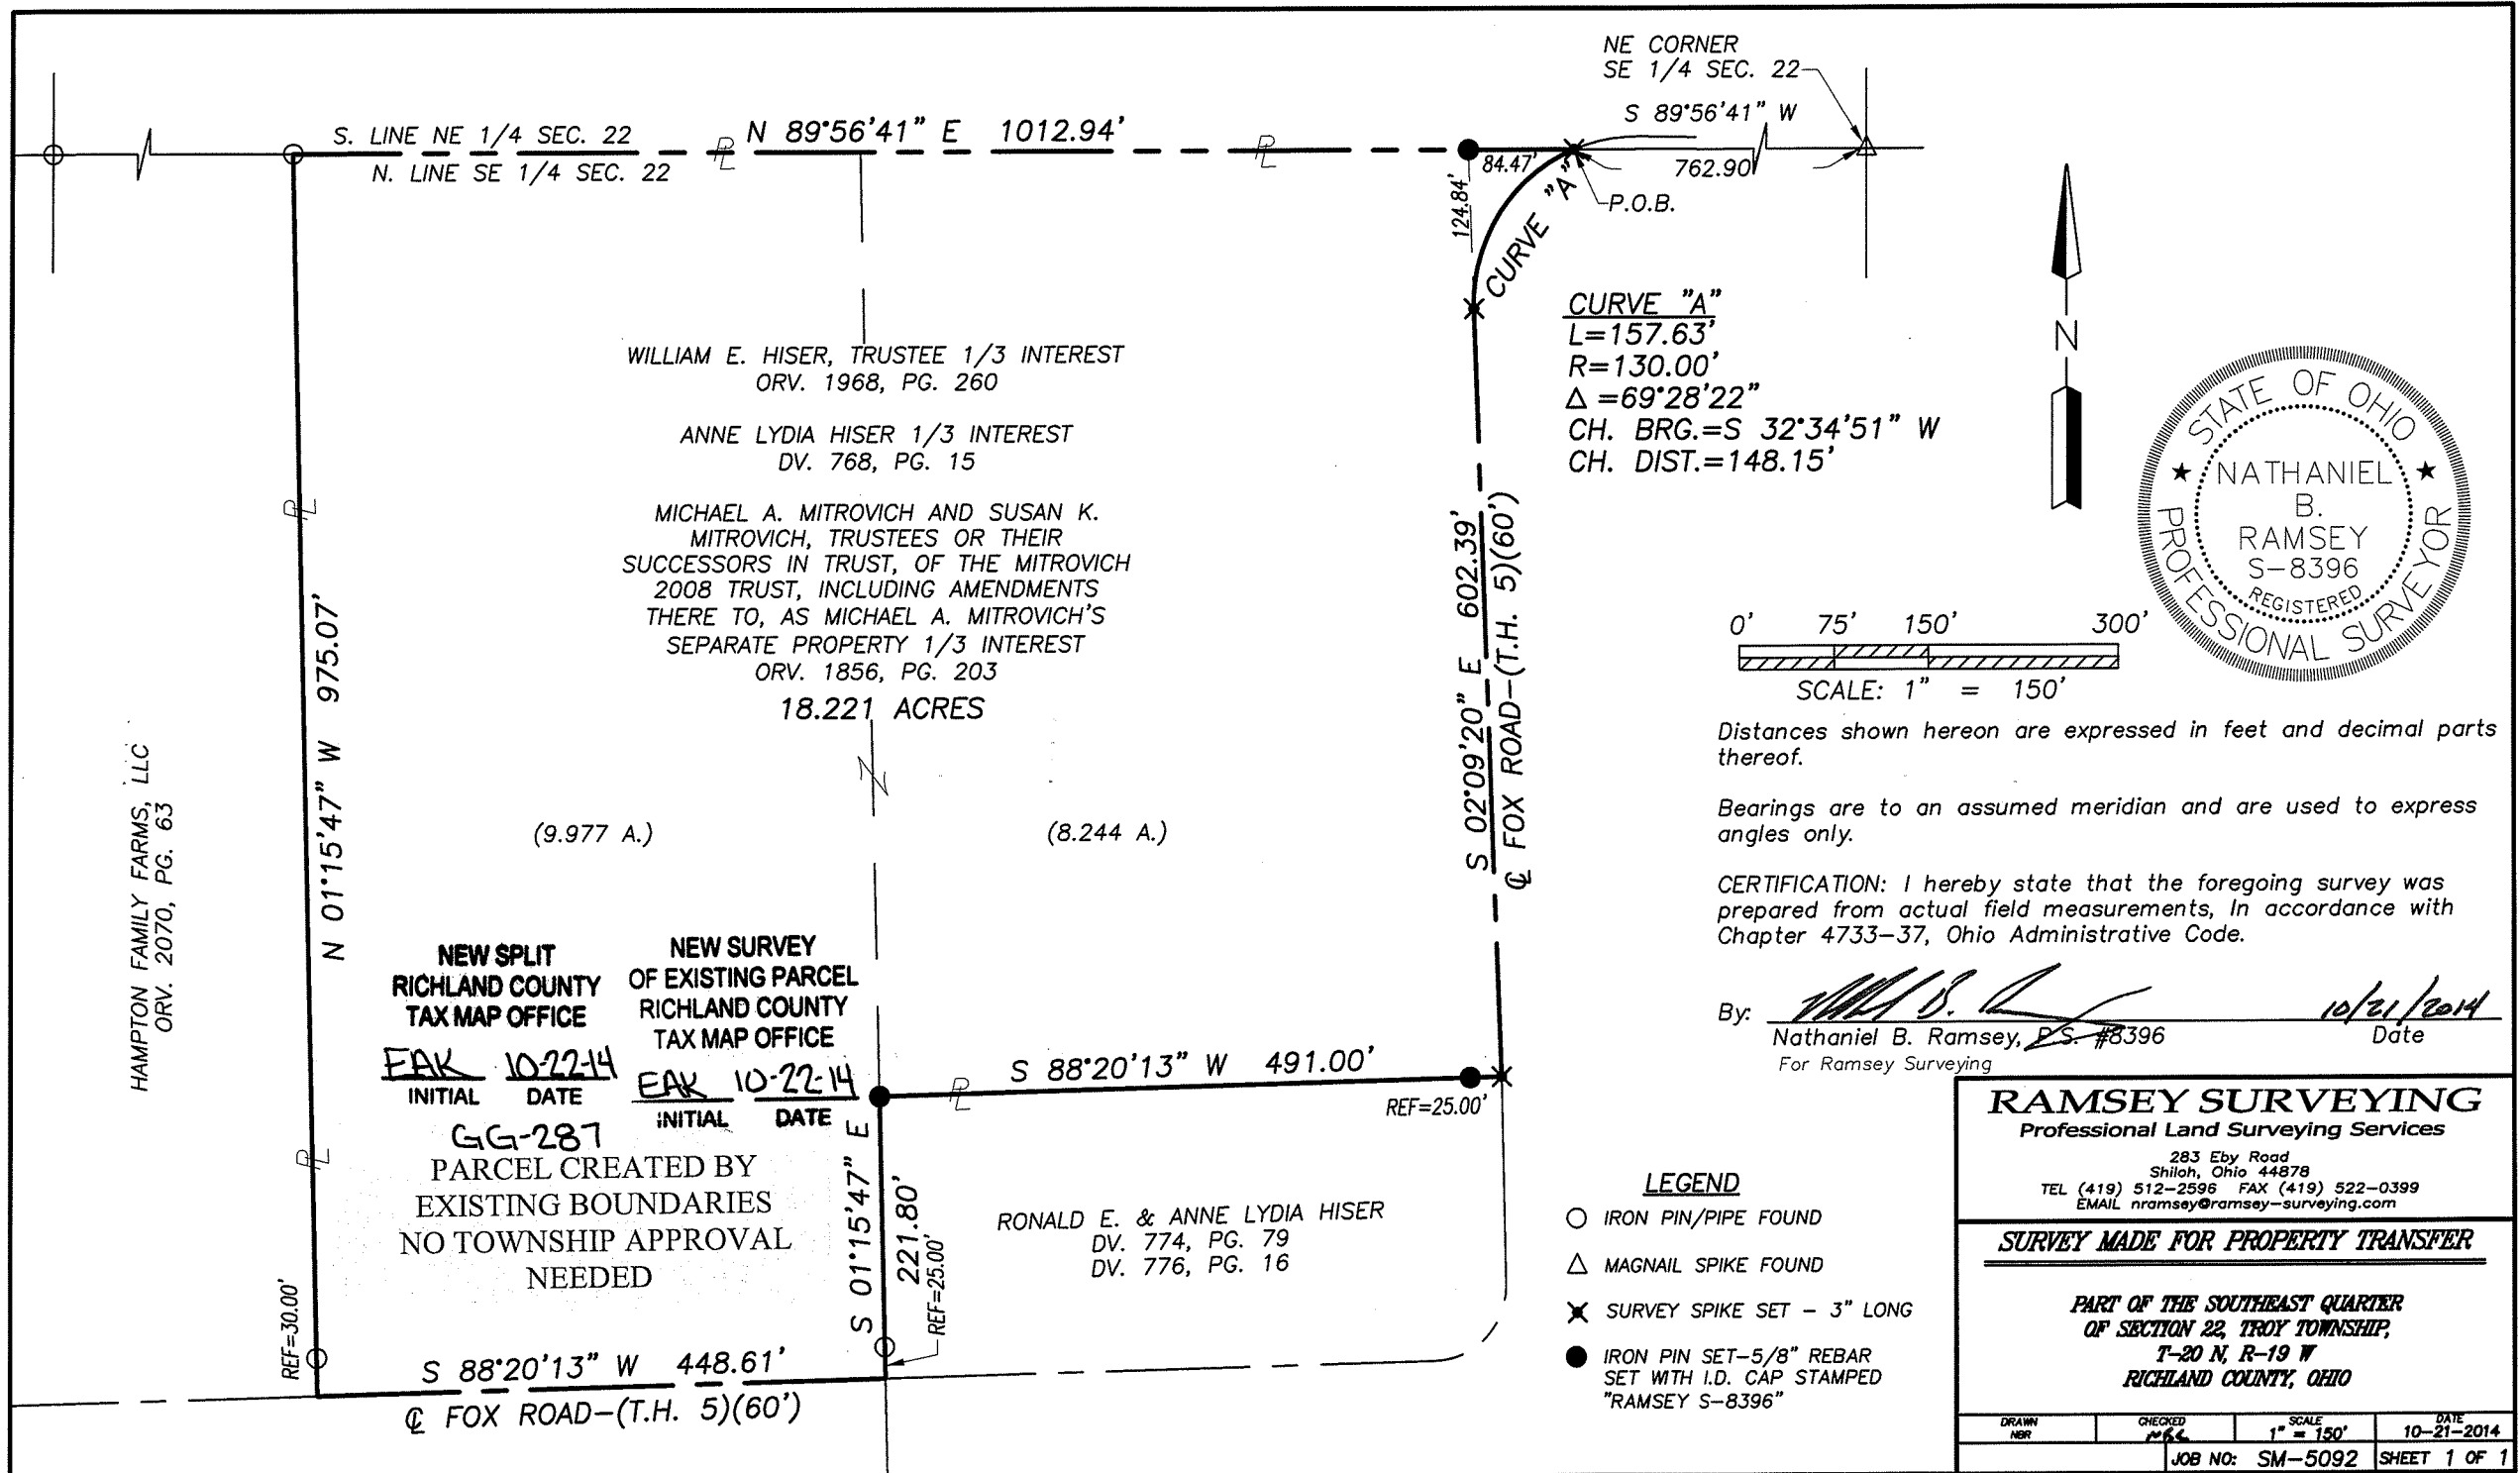 NE CORNER
SE 1/4 SEC. 22
S 89°56'41" W
762.90'
S. LINE NE 1/4 SEC. 22
N. LINE SE 1/4 SEC. 22
N 89°56'41" E 1012.94'
84.47'
124.84'
P.O.B.
CURVE "A"
CURVE "A"
L=157.63'
R=130.00'
Δ =69°28'22"
CH. BRG.=S 32°34'51" W
CH. DIST.=148.15'
N
STATE OF OHIO
NATHANIEL
B.
RAMSEY
S-8396
REGISTERED
PROFESSIONAL SURVEYOR
WILLIAM E. HISER, TRUSTEE 1/3 INTEREST
ORV. 1968, PG. 260
ANNE LYDIA HISER 1/3 INTEREST
DV. 768, PG. 15
MICHAEL A. MITROVICH AND SUSAN K.
MITROVICH, TRUSTEES OR THEIR
SUCCESSORS IN TRUST, OF THE MITROVICH
2008 TRUST, INCLUDING AMENDMENTS
THERE TO, AS MICHAEL A. MITROVICH'S
SEPARATE PROPERTY 1/3 INTEREST
ORV. 1856, PG. 203
18.221 ACRES
(9.977 A.)
(8.244 A.)
N 01°15'47" W 975.07'
HAMPTON FAMILY FARMS, LLC
ORV. 2070, PG. 63
S 02°09'20" E 602.39'
℄ FOX ROAD-(T.H. 5)(60')
0' 75' 150' 300'
SCALE: 1" = 150'
Distances shown hereon are expressed in feet and decimal parts
thereof.
Bearings are to an assumed meridian and are used to express
angles only.
CERTIFICATION: I hereby state that the foregoing survey was
prepared from actual field measurements, In accordance with
Chapter 4733-37, Ohio Administrative Code.
By: 10/21/2014
Nathaniel B. Ramsey, P.S. #8396 Date
For Ramsey Surveying
NEW SPLIT
RICHLAND COUNTY
TAX MAP OFFICE
EAK 10-22-14
INITIAL DATE
GG-287
NEW SURVEY
OF EXISTING PARCEL
RICHLAND COUNTY
TAX MAP OFFICE
EAK 10-22-14
INITIAL DATE
PARCEL CREATED BY
EXISTING BOUNDARIES
NO TOWNSHIP APPROVAL
NEEDED
S 88°20'13" W 491.00'
REF=25.00'
S 01°15'47" E
221.80'
REF=25.00'
RONALD E. & ANNE LYDIA HISER
DV. 774, PG. 79
DV. 776, PG. 16
REF=30.00'
S 88°20'13" W 448.61'
℄ FOX ROAD-(T.H. 5)(60')
LEGEND
IRON PIN/PIPE FOUND
MAGNAIL SPIKE FOUND
SURVEY SPIKE SET - 3" LONG
IRON PIN SET-5/8" REBAR
SET WITH I.D. CAP STAMPED
"RAMSEY S-8396"
RAMSEY SURVEYING
Professional Land Surveying Services
283 Eby Road
Shiloh, Ohio 44878
TEL (419) 512-2596 FAX (419) 522-0399
EMAIL nramsey@ramsey-surveying.com
SURVEY MADE FOR PROPERTY TRANSFER
PART OF THE SOUTHEAST QUARTER
OF SECTION 22, TROY TOWNSHIP,
T-20 N, R-19 W
RICHLAND COUNTY, OHIO
DRAWN CHECKED SCALE DATE
NBR 1" = 150' 10-21-2014
JOB NO: SM-5092 SHEET 1 OF 1